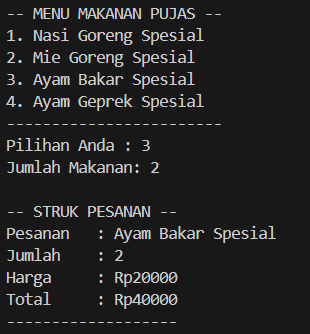 -- MENU MAKANAN PUJAS --
1. Nasi Goreng Spesial
2. Mie Goreng Spesial
3. Ayam Bakar Spesial
4. Ayam Geprek Spesial
------------------------
Pilihan Anda : 3
Jumlah Makanan: 2

-- STRUK PESANAN --
Pesanan   : Ayam Bakar Spesial
Jumlah    : 2
Harga     : Rp20000
Total     : Rp40000
-------------------